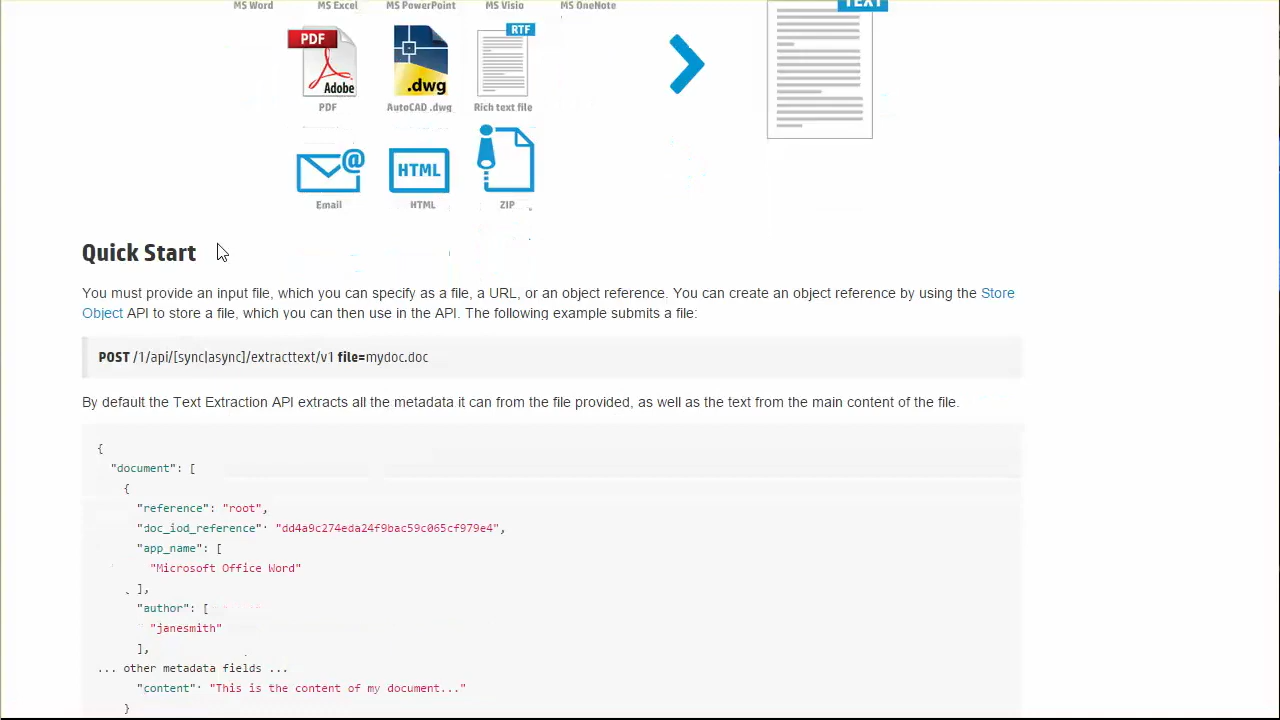 MS Word MS Excel MS PowerPoint MS Visio MS OneNote
TEXT
PDF
Adobe
.dwg
RTF
PDF AutoCAD .dwg Rich text file
@
HTML
Email HTML ZIP
Quick Start
You must provide an input file, which you can specify as a file, a URL, or an object reference. You can create an object reference by using the Store
Object API to store a file, which you can then use in the API. The following example submits a file:
POST /1/api/[sync|async]/extracttext/v1 file=mydoc.doc
By default the Text Extraction API extracts all the metadata it can from the file provided, as well as the text from the main content of the file.
{
"document": [
{
"reference": "root",
"doc_iod_reference": "dd4a9c274eda24f9bac59c065cf979e4",
"app_name": [
"Microsoft Office Word"
],
"author": [
"janesmith"
],
... other metadata fields ...
"content": "This is the content of my document..."
}